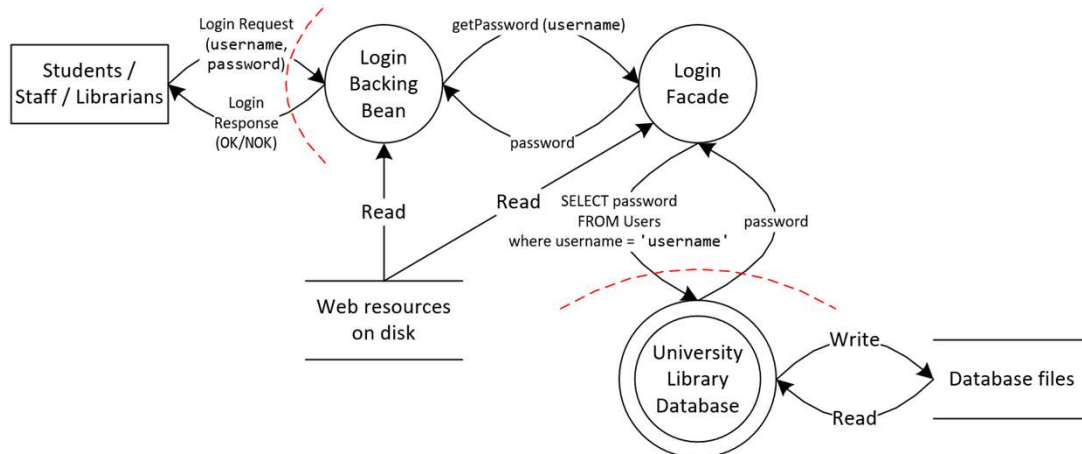 Login Request
(username,
password)
Students /
Staff / Librarians
Login
Response
(OK/NOK)
Login
Backing
Bean
getPassword (username)
password
Login
Facade
Read
Read
SELECT password
FROM Users
where username = 'username'
password
Web resources
on disk
University
Library
Database
Write
Read
Database files